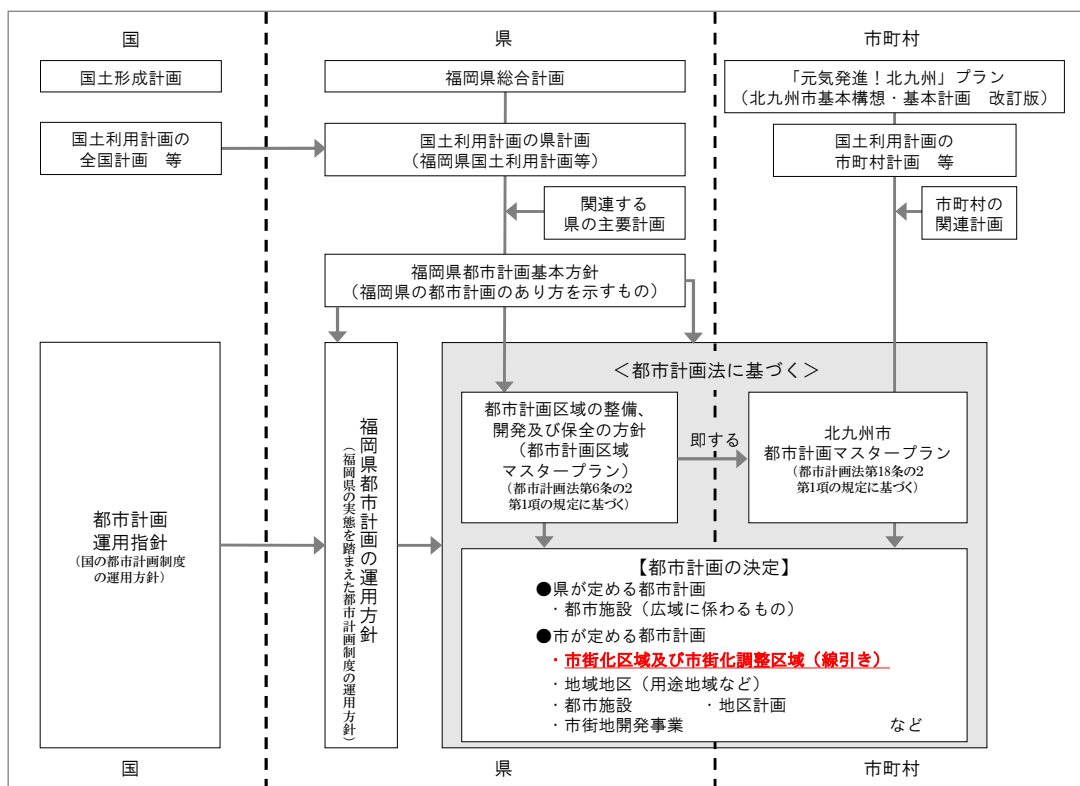 国
県
市町村
国土形成計画
福岡県総合計画
「元気発進！北九州」プラン
（北九州市基本構想・基本計画　改訂版）
国土利用計画の
全国計画　等
国土利用計画の県計画
（福岡県国土利用計画等）
国土利用計画の
市町村計画　等
関連する
県の主要計画
市町村の
関連計画
福岡県都市計画基本方針
（福岡県の都市計画のあり方を示すもの）
都市計画
運用指針
（国の都市計画制度
の運用方針）
福岡県都市計画の運用方針
（福岡県の実態を踏まえた都市計画制度の運用方針）
＜都市計画法に基づく＞
都市計画区域の整備、
開発及び保全の方針
（都市計画区域
マスタープラン）
（都市計画法第6条の2
第1項の規定に基づく）
即する
北九州市
都市計画マスタープラン
（都市計画法第18条の2
第1項の規定に基づく）
【都市計画の決定】
●県が定める都市計画
・都市施設（広域に係わるもの）
●市が定める都市計画
・市街化区域及び市街化調整区域（線引き）
・地域地区（用途地域など）
・都市施設　　　・地区計画
・市街地開発事業　　　など
国
県
市町村